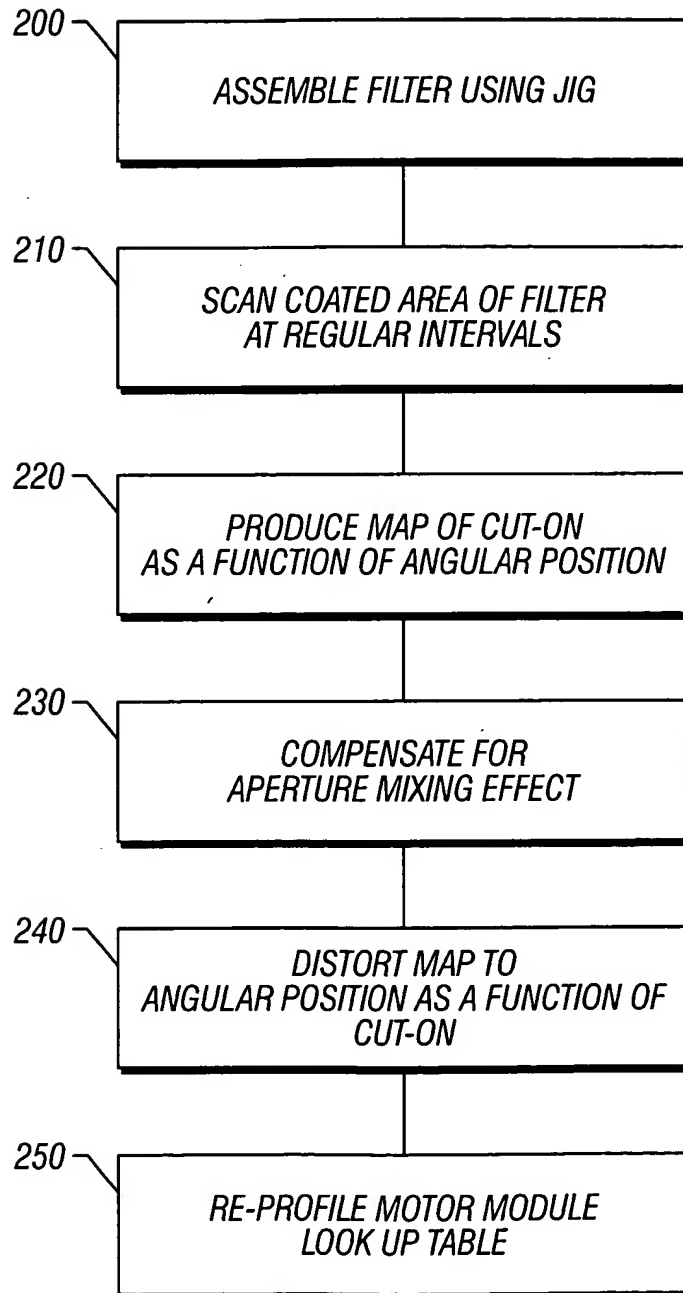 200
ASSEMBLE FILTER USING JIG
210
SCAN COATED AREA OF FILTER
AT REGULAR INTERVALS
220
PRODUCE MAP OF CUT-ON
AS A FUNCTION OF ANGULAR POSITION
230
COMPENSATE FOR
APERTURE MIXING EFFECT
240
DISTORT MAP TO
ANGULAR POSITION AS A FUNCTION OF
CUT-ON
250
RE-PROFILE MOTOR MODULE
LOOK UP TABLE